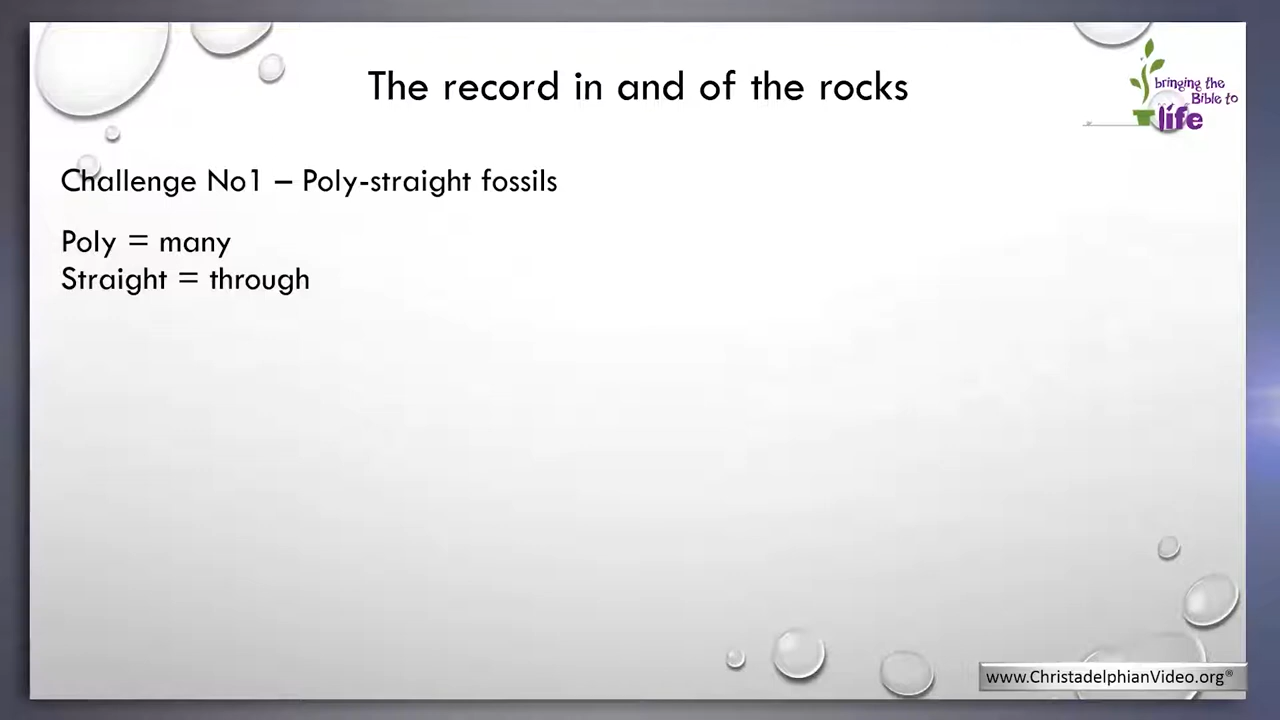 The record in and of the rocks
bringing the
Bible to
life
Challenge No1 – Poly-straight fossils
Poly = many
Straight = through
www.ChristadelphianVideo.org®